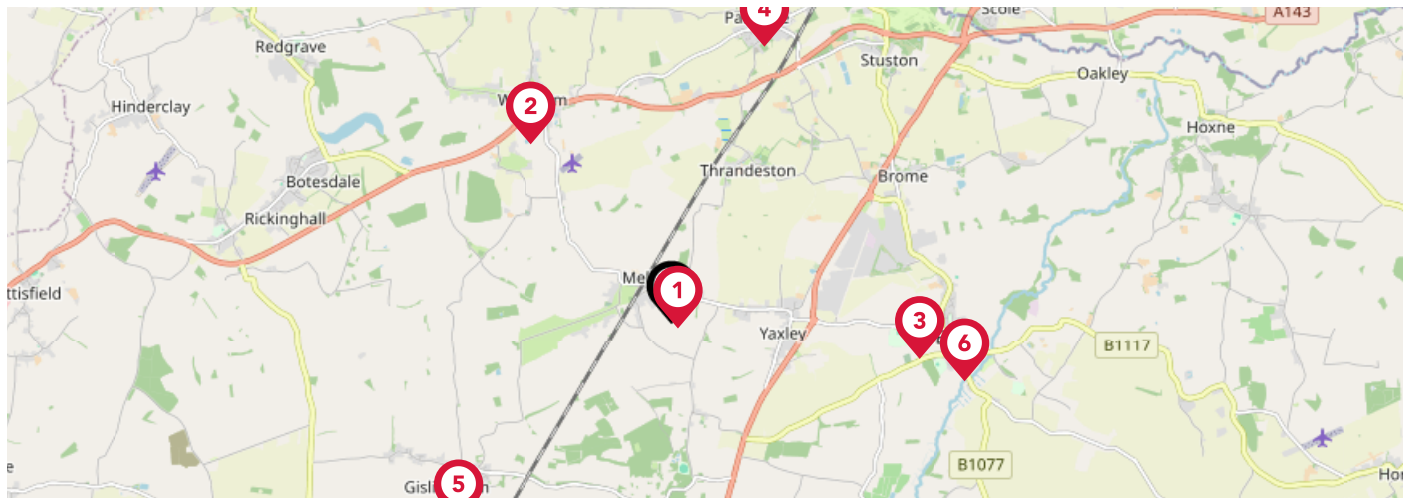 4
Scole
A143
Redgrave
Stuston
Oakley
Hinderclay
2
Hoxne
Thrandeston
Botesdale
Brome
Rickinghall
1
ttisfield
3
Yaxley
6
B1117
B1077
5